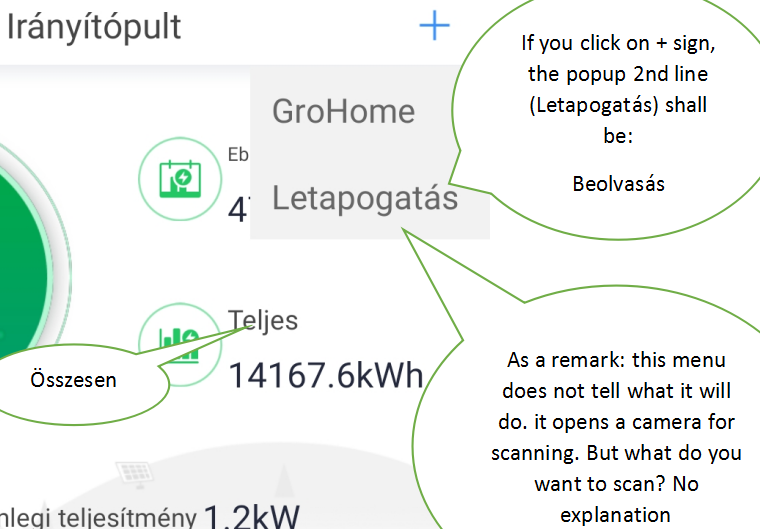 Irányítópult
+
If you click on + sign,
the popup 2nd line
(Letapogatás) shall
be:
Beolvasás
GroHome
Letapogatás
Eb
4
Teljes
14167.6kWh
Összesen
As a remark: this menu
does not tell what it will
do. it opens a camera for
scanning. But what do you
want to scan? No
explanation
nlegi teljesítmény 1.2kW